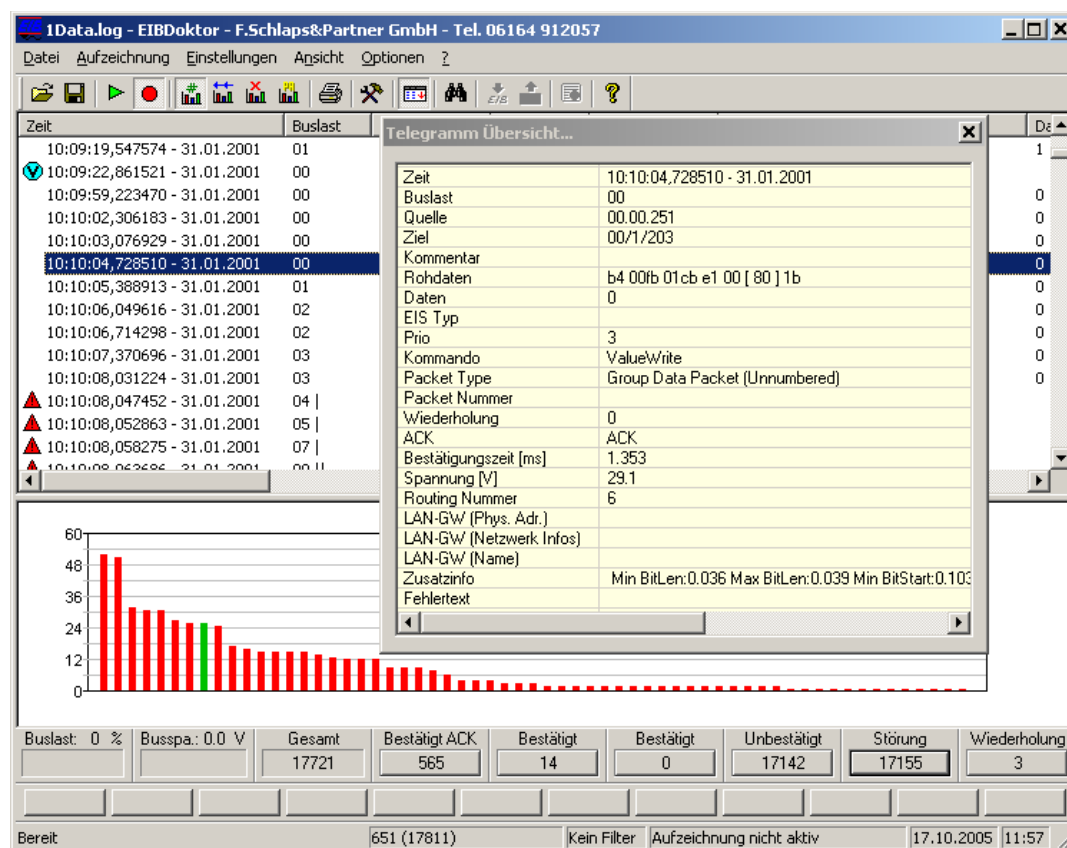 1Data.log - EIBDoktor - F.Schlaps&Partner GmbH - Tel. 06164 912057
Datei Aufzeichnung Einstellungen Ansicht Optionen ?
EIB
Zeit Buslast
10:09:19,547574 - 31.01.2001 01 1
V 10:09:22,861521 - 31.01.2001 00
10:09:59,223470 - 31.01.2001 00 0
10:10:02,306183 - 31.01.2001 00 0
10:10:03,076929 - 31.01.2001 00 0
10:10:04,728510 - 31.01.2001 00 0
10:10:05,388913 - 31.01.2001 01 0
10:10:06,049616 - 31.01.2001 02 0
10:10:06,714298 - 31.01.2001 02 0
10:10:07,370696 - 31.01.2001 03 0
10:10:08,031224 - 31.01.2001 03 0
10:10:08,047452 - 31.01.2001 04 |
10:10:08,052863 - 31.01.2001 05 |
10:10:08,058275 - 31.01.2001 07 |
Telegramm Übersicht...
Zeit 10:10:04,728510 - 31.01.2001
Buslast 00
Quelle 00.00.251
Ziel 00/1/203
Kommentar
Rohdaten b4 00fb 01cb e1 00 [ 80 ] 1b
Daten 0
EIS Typ
Prio 3
Kommando ValueWrite
Packet Type Group Data Packet (Unnumbered)
Packet Nummer
Wiederholung 0
ACK ACK
Bestätigungszeit [ms] 1.353
Spannung [V] 29.1
Routing Nummer 6
LAN-GW (Phys. Adr.)
LAN-GW (Netzwerk Infos)
LAN-GW (Name)
Zusatzinfo Min BitLen:0.036 Max BitLen:0.039 Min BitStart:0.103
Fehlertext
60
48
36
24
12
0
Buslast: 0 % Busspa.: 0.0 V Gesamt Bestätigt ACK Bestätigt Bestätigt Unbestätigt Störung Wiederholung
17721 565 14 0 17142 17155 3
Bereit 651 (17811) Kein Filter Aufzeichnung nicht aktiv 17.10.2005 11:57